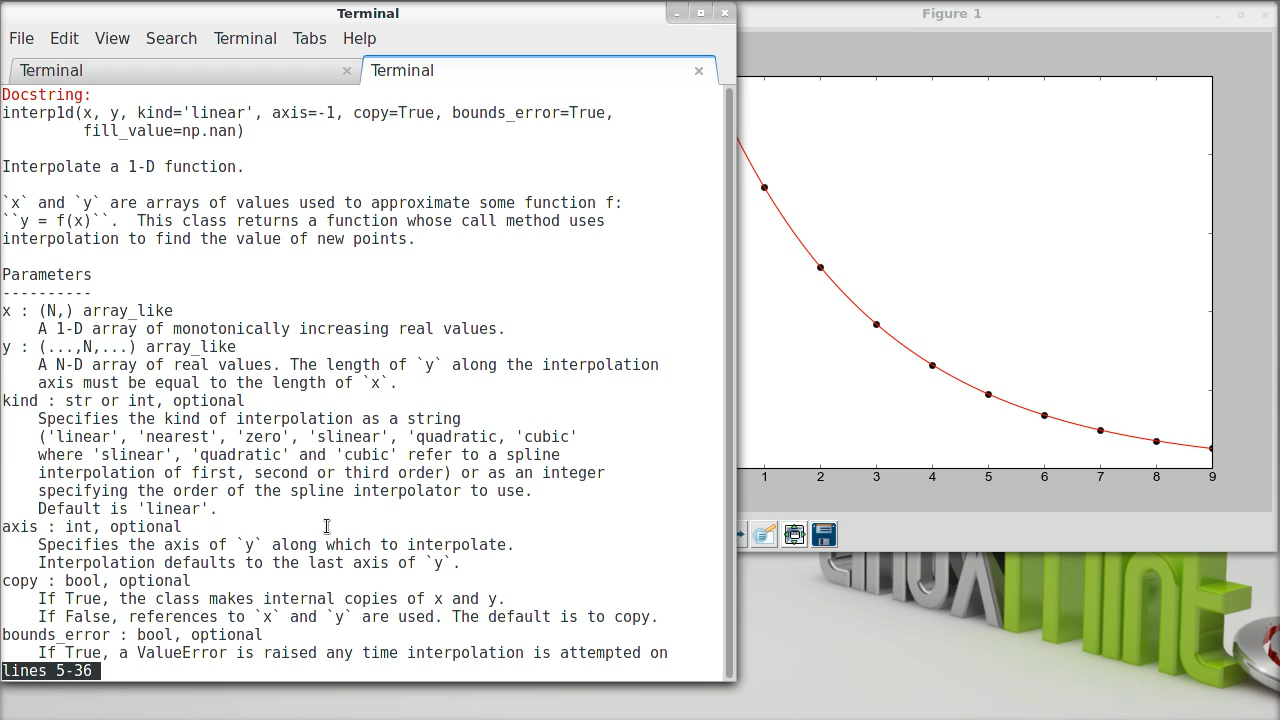 Terminal
Figure 1
File Edit View Search Terminal Tabs Help
Terminal
Terminal
Docstring:
interp1d(x, y, kind='linear', axis=-1, copy=True, bounds_error=True,
fill_value=np.nan)
Interpolate a 1-D function.
`x` and `y` are arrays of values used to approximate some function f:
``y = f(x)``.  This class returns a function whose call method uses
interpolation to find the value of new points.
Parameters
----------
x : (N,) array_like
A 1-D array of monotonically increasing real values.
y : (...,N,...) array_like
A N-D array of real values. The length of `y` along the interpolation
axis must be equal to the length of `x`.
kind : str or int, optional
Specifies the kind of interpolation as a string
('linear', 'nearest', 'zero', 'slinear', 'quadratic, 'cubic'
where 'slinear', 'quadratic' and 'cubic' refer to a spline
interpolation of first, second or third order) or as an integer
specifying the order of the spline interpolator to use.
Default is 'linear'.
axis : int, optional
Specifies the axis of `y` along which to interpolate.
Interpolation defaults to the last axis of `y`.
copy : bool, optional
If True, the class makes internal copies of x and y.
If False, references to `x` and `y` are used. The default is to copy.
bounds_error : bool, optional
If True, a ValueError is raised any time interpolation is attempted on
lines 5-36
1 2 3 4 5 6 7 8 9
Linux Mint